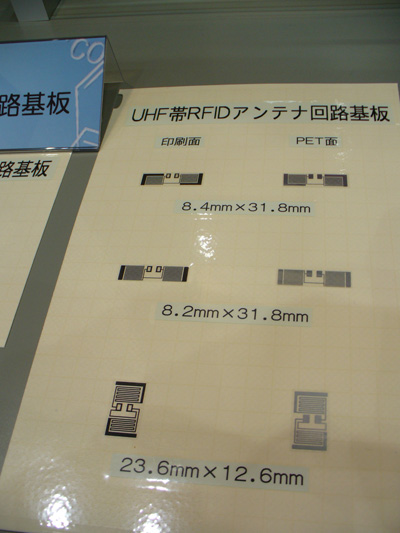 路基板
CO
路基板
UHF帯RFIDアンテナ回路基板
印刷面 PET面
8.4mm×31.8mm
8.2mm×31.8mm
23.6mm×12.6mm